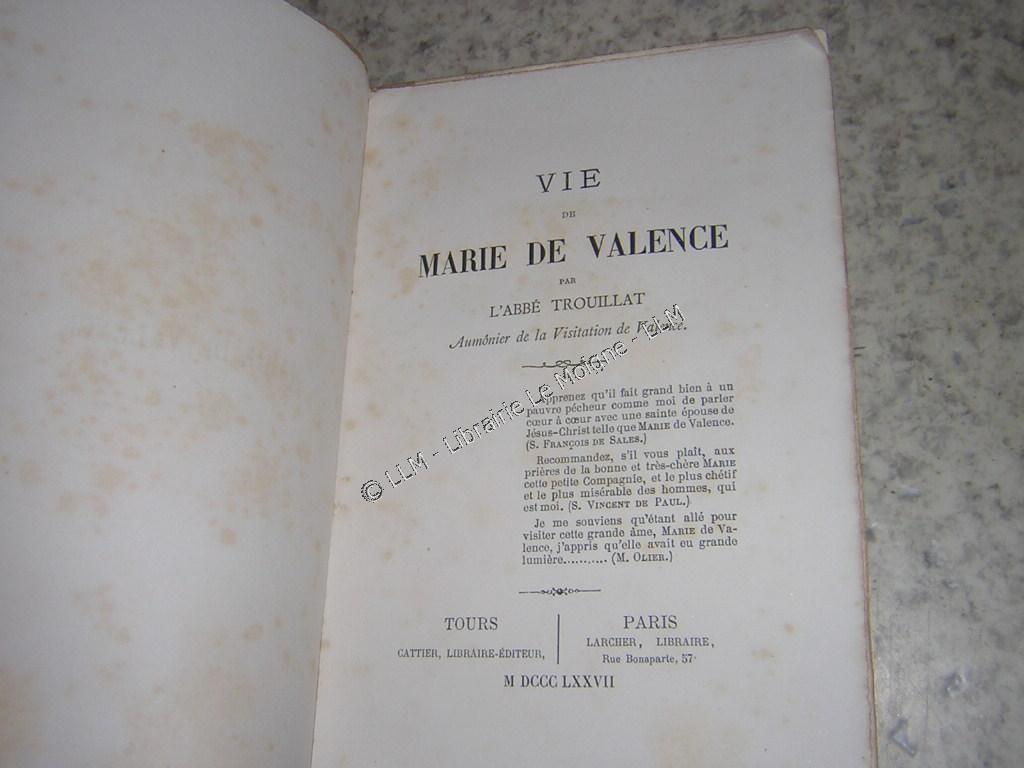 VIE
DE
MARIE DE VALENCE
PAR
L'ABBÉ TROUILLAT
Aumônier de la Visitation de Valence.
Apprenez qu'il fait grand bien à un
pauvre pécheur comme moi de parler
cœur à cœur avec une sainte épouse de
Jésus-Christ telle que MARIE de Valence.
(S. FRANÇOIS DE SALES.)
Recommandez, s'il vous plaît, aux
prières de la bonne et très-chère MARIE
cette petite Compagnie, et le plus chétif
et le plus misérable des hommes, qui
est moi. (S. VINCENT DE PAUL.)
Je me souviens qu'étant allé pour
visiter cette grande âme, MARIE de Va-
lence, j'appris qu'elle avait eu grande
lumière........... (M. OLIER.)
TOURS
CATTIER, LIBRAIRE-ÉDITEUR,
PARIS
LARCHER, LIBRAIRE,
Rue Bonaparte, 57.
M DCCC LXXVII
© LLM - Librairie Le Moigne - LLM